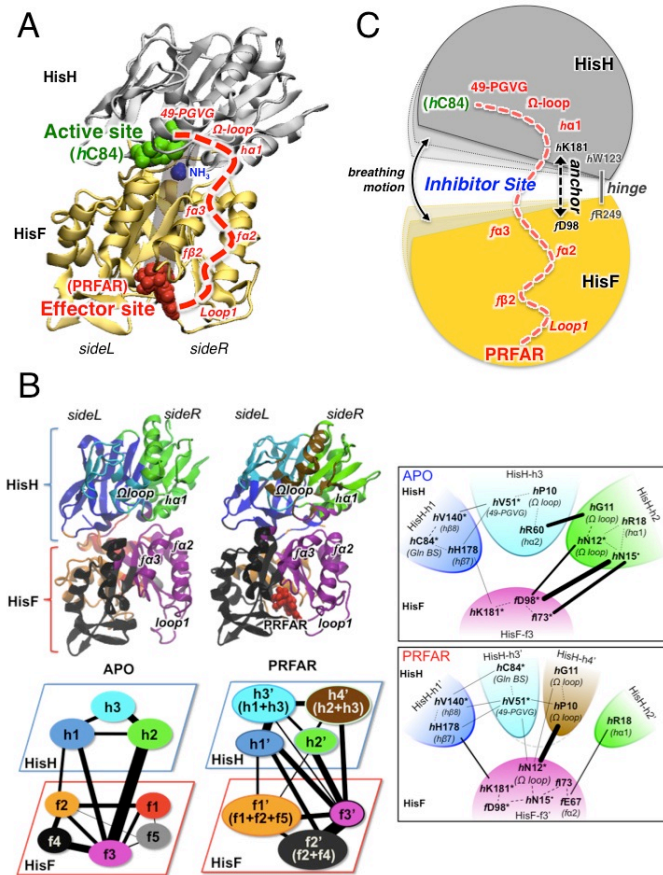 A
HisH
49-PGVG
Ω-loop
Active site
(hC84)
hα1
NH3
fα3
fα2
HisF
fβ2
(PRFAR)
Effector site
Loop1
sideL
sideR
C
HisH
49-PGVG
(hC84)
Ω-loop
hα1
hK181
hW123
breathing
motion
Inhibitor Site
anchor
hinge
fR249
fD98
fα3
fα2
HisF
fβ2
Loop1
PRFAR
B
sideL
sideR
sideL
sideR
HisH
Ωloop
hα1
Ωloop
hα1
HisF
fα2
fα3
loop1
fα2
fα3
PRFAR
loop1
APO
h3
h1
h2
HisH
f2
f1
f4
f5
f3
HisF
PRFAR
h3'
(h1+h3)
h4'
(h2+h3)
h1'
h2'
HisH
f1'
(f1+f2+f5)
f3'
f2'
(f2+f4)
HisF
APO
HisH-h3
HisH
HisH-h1
HisH-h2
hP10
(Ω loop)
hV51*
(49-PGVG)
hV140*
(hβ8)
hG11
(Ω loop)
hC84*
(Gln BS)
hR60
(hα2)
hR18
(hα1)
hH178
(hβ7)
hN12*
(Ω loop)
hN15*
hK181*
fD98*
fI73*
HisF
HisF-f3
PRFAR
HisH-h3'
HisH
HisH-h1'
HisH-h4'
HisH-h2'
hC84*
(Gln BS)
hG11
(Ω loop)
hV140*
(hβ8)
hV51*
(49-PGVG)
hP10
(Ω loop)
hR18
(hα1)
hH178
(hβ7)
hN12*
(Ω loop)
hK181*
fI73
fD98*
hN15*
fE67
(fα2)
HisF
HisF-f3'